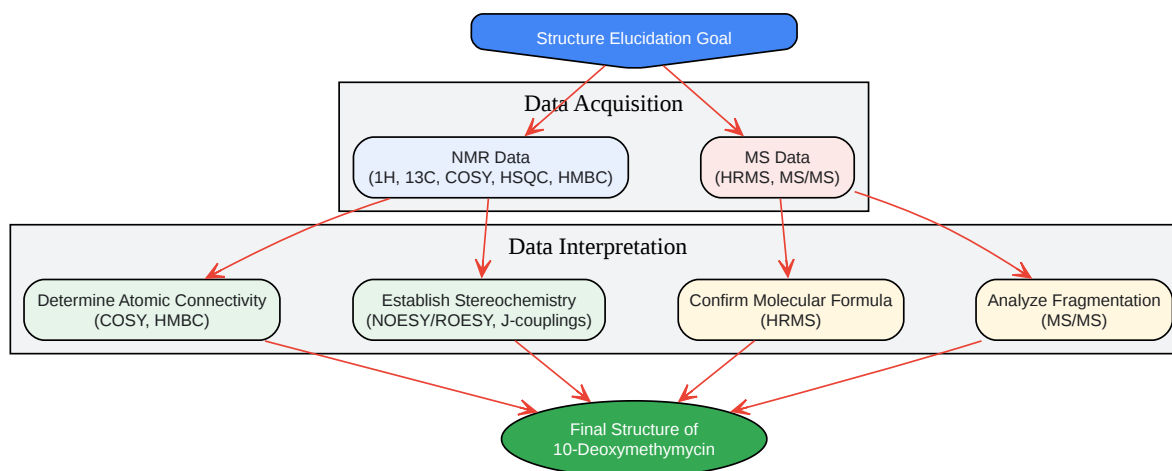 Structure Elucidation Goal
Data Acquisition
NMR Data
(1H, 13C, COSY, HSQC, HMBC)
MS Data
(HRMS, MS/MS)
Data Interpretation
Determine Atomic Connectivity
(COSY, HMBC)
Establish Stereochemistry
(NOESY/ROESY, J-couplings)
Confirm Molecular Formula
(HRMS)
Analyze Fragmentation
(MS/MS)
Final Structure of
10-Deoxymethymycin